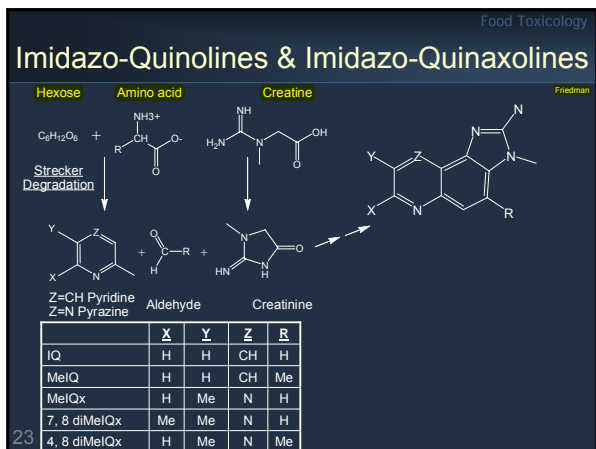 Food Toxicology
Imidazo-Quinolines & Imidazo-Quinaxolines
Hexose Amino acid Creatine Friedman
C6H12O6 + NH3+ CH R O- O
NH H2N N OH O
Strecker
Degradation
Y Z X N + O C R H + N O HN N H
N N N Y Z X N R
Z=CH Pyridine
Z=N Pyrazine Aldehyde Creatinine
X Y Z R
IQ H H CH H
MeIQ H H CH Me
MeIQx H Me N H
7, 8 diMeIQx Me Me N H
4, 8 diMeIQx H Me N Me
23